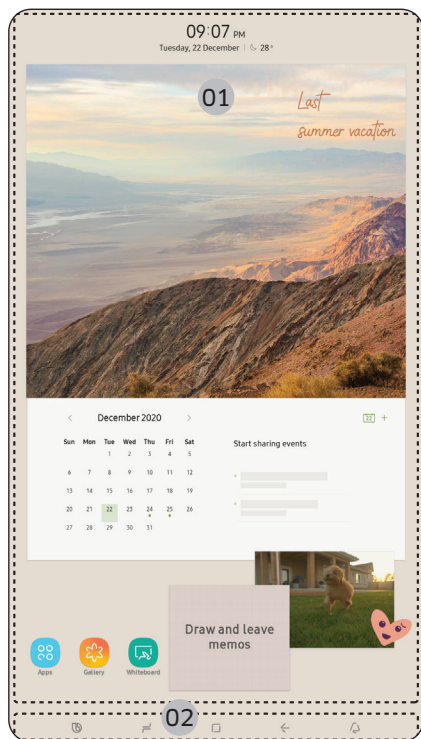 09:07 PM
Tuesday, 22 December 28°
01
Last
summer vacation
December 2020
22
Sun Mon Tue Wed Thu Fri Sat
Start sharing events
1 2 3 4 5
6 7 8 9 10 11 12
13 14 15 16 17 18 19
20 21 22 23 24 25 26
27 28 29 30 31
Draw and leave
memos
Apps Gallery Whiteboard
02